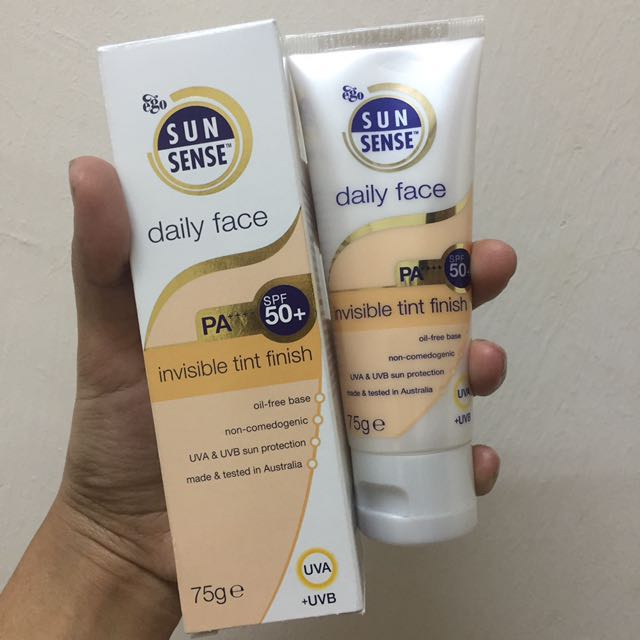 ego
SUN
SENSE™
daily face
PA++++
SPF
50+
invisible tint finish
oil-free base
non-comedogenic
UVA & UVB sun protection
made & tested in Australia
75g e
UVA
+UVB
ego
SUN
SENSE™
daily face
PA++++
SPF
50+
invisible tint finish
oil-free base
non-comedogenic
UVA & UVB sun protection
made & tested in Australia
75g e
UVA
+UVB